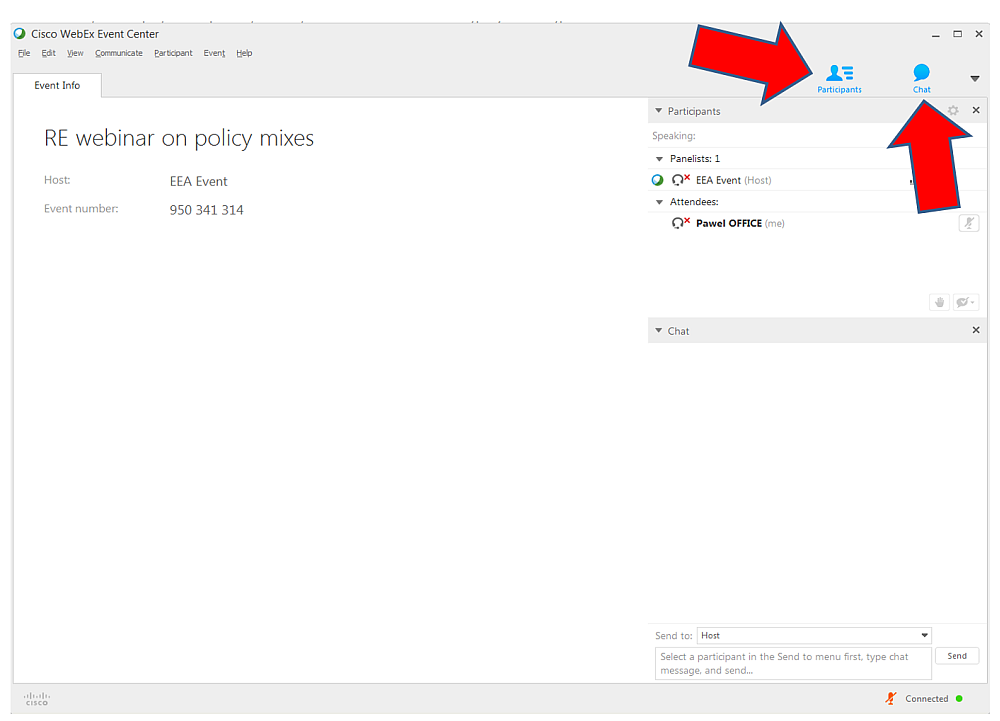 Cisco WebEx Event Center
File Edit View Communicate Participant Event Help
Participants
Chat
Event Info
RE webinar on policy mixes
Host: EEA Event
Event number: 950 341 314
Participants
Speaking:
Panelists: 1
EEA Event (Host)
Attendees:
Pawel OFFICE (me)
Chat
Send to: Host
Select a participant in the Send to menu first, type chat
message, and send...
Send
CISCO
Connected